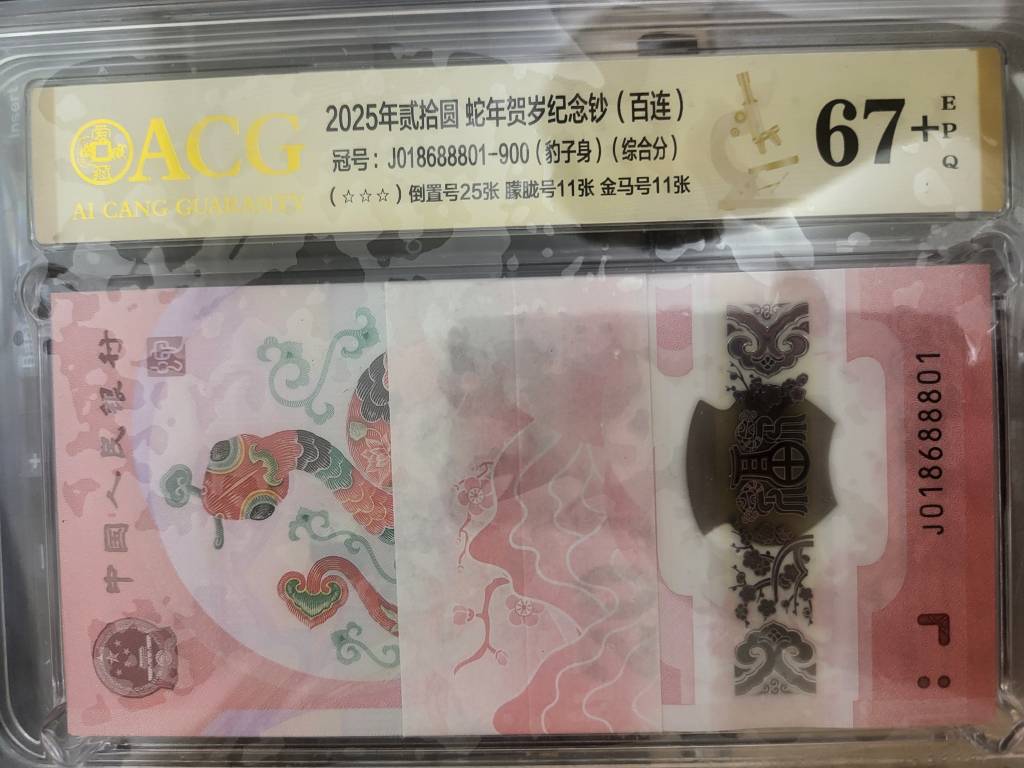 ACG
AI CANG GUARANTY
2025年贰拾圆 蛇年贺岁纪念钞（百连）
冠号：J018688801-900（豹子身）（综合分）
（☆☆☆）倒置号25张 朦胧号11张 金马号11张
67+
EPQ
中国人民银行
J018688801